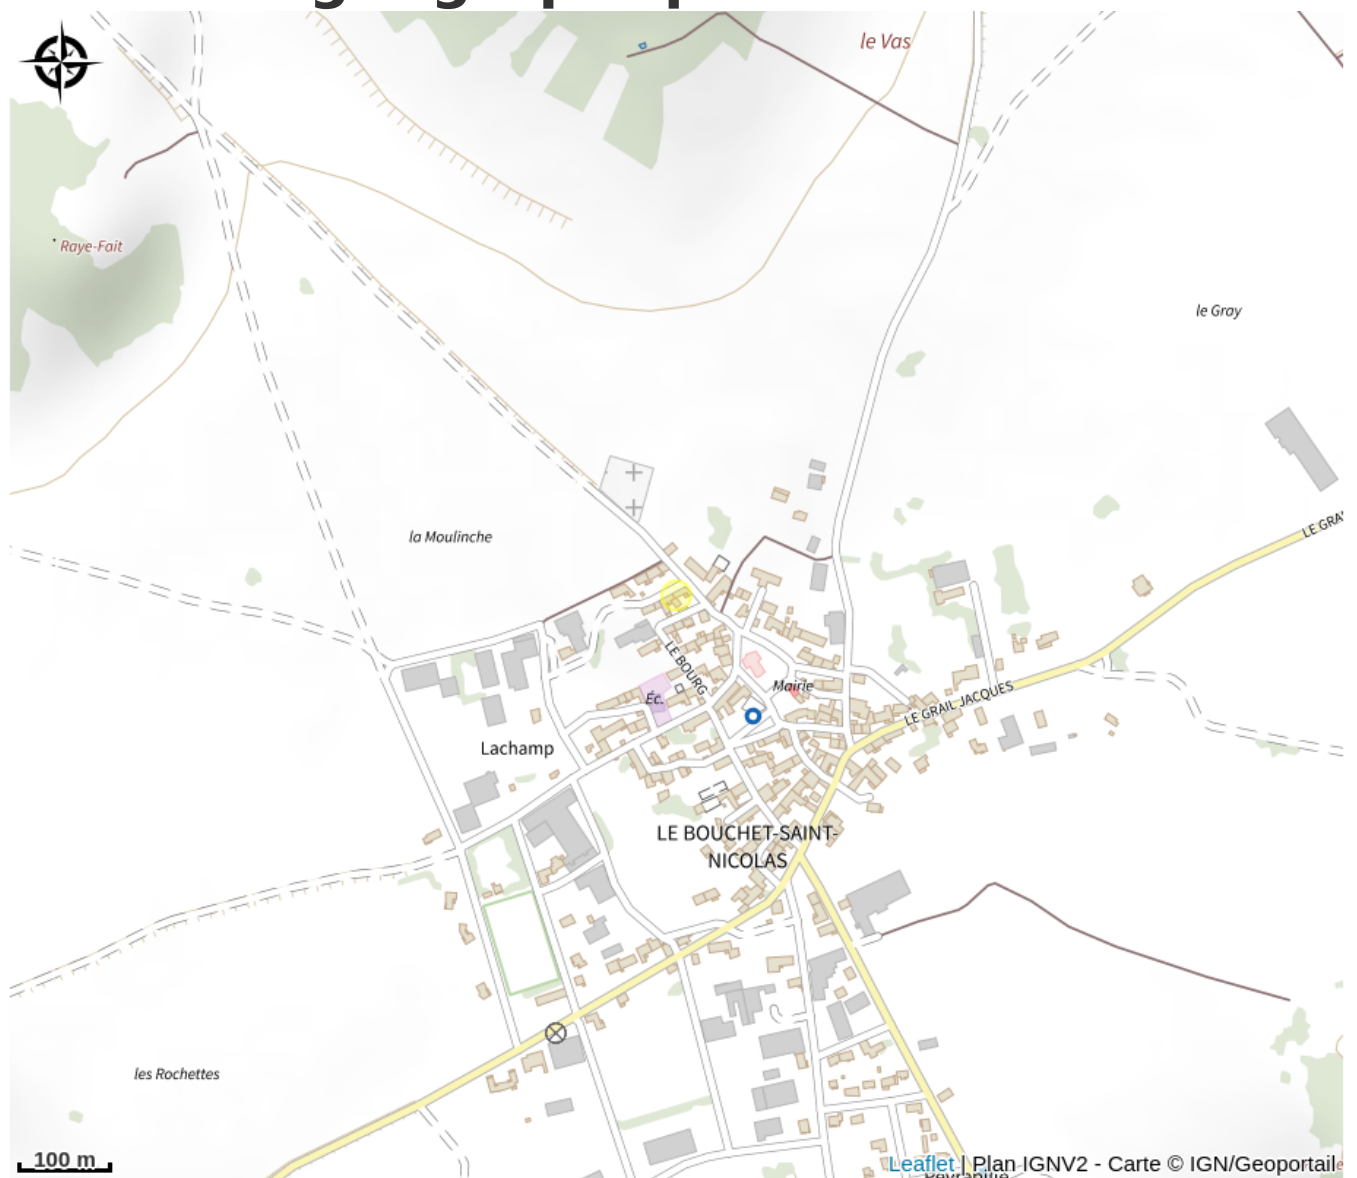 le Vas
Raye-Fait
le Gray
LE GRA
la Moulinche
LE BOURG
Mairie
Éc.
LE GRAIL JACQUES
Lachamp
LE BOUCHET-SAINT-
NICOLAS
les Rochettes
100 m
Leaflet | Plan IGNV2 - Carte © IGN/Geoportail